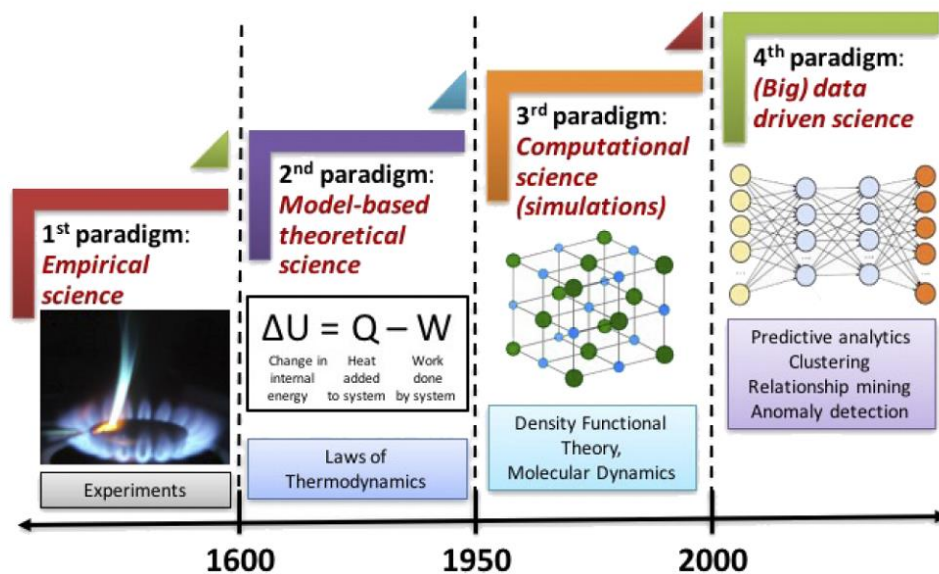 1st paradigm:
Empirical
science
Experiments
2nd paradigm:
Model-based
theoretical
science
ΔU = Q – W
Change in internal energy
Heat added to system
Work done by system
Laws of
Thermodynamics
3rd paradigm:
Computational
science
(simulations)
Density Functional
Theory,
Molecular Dynamics
4th paradigm:
(Big) data
driven science
Predictive analytics
Clustering
Relationship mining
Anomaly detection
1600
1950
2000